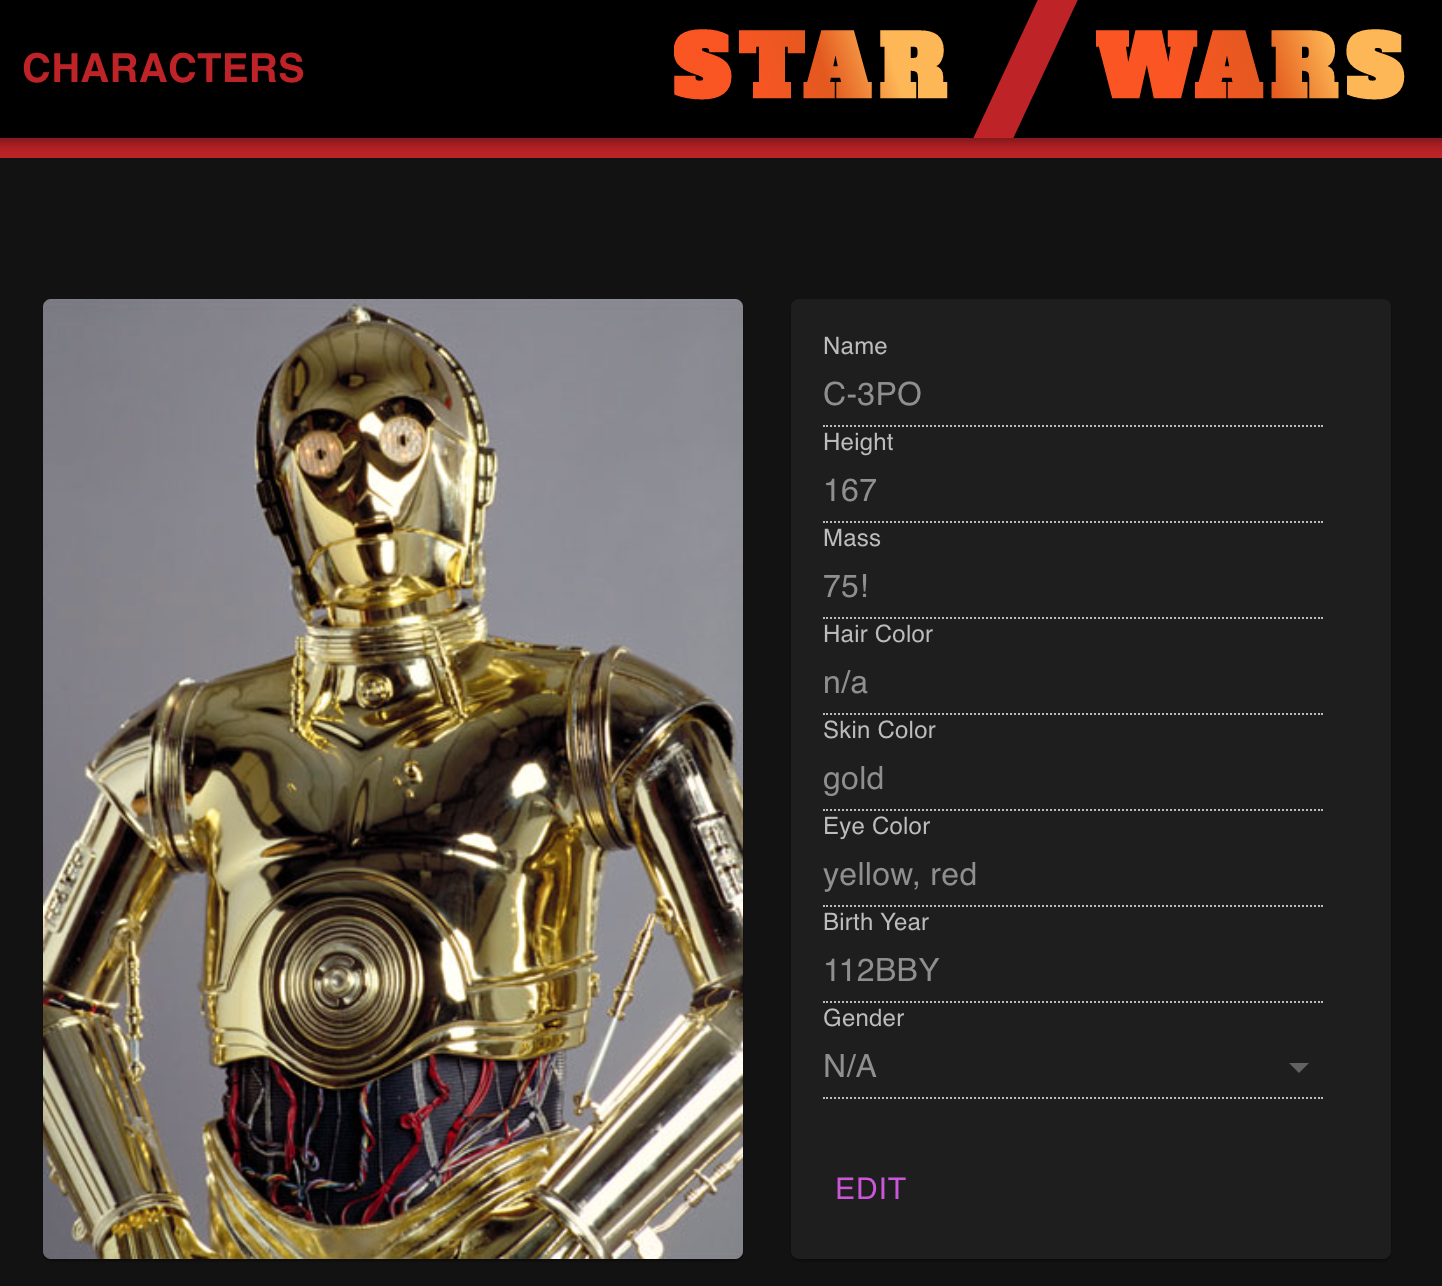 CHARACTERS
STAR WARS
Name
C-3PO
Height
167
Mass
75!
Hair Color
n/a
Skin Color
gold
Eye Color
yellow, red
Birth Year
112BBY
Gender
N/A
EDIT